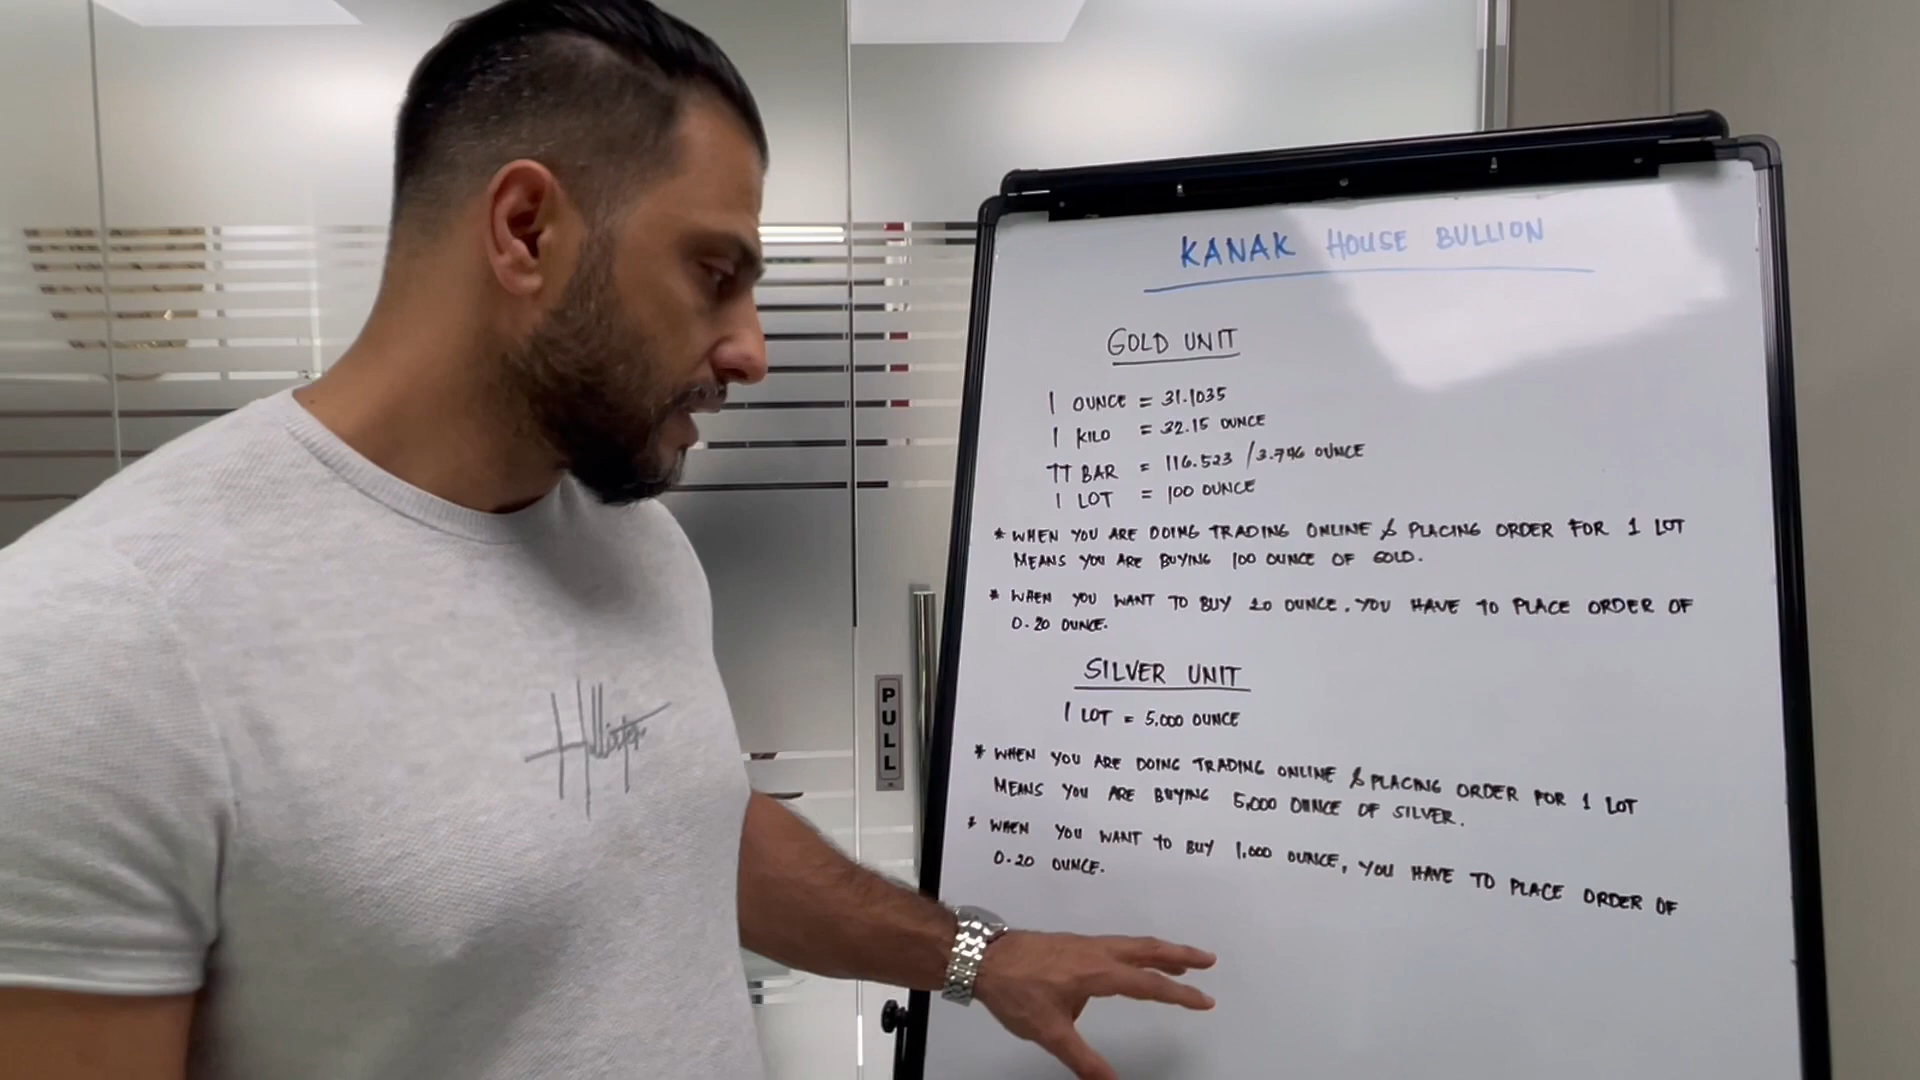 KANAK HOUSE BULLION
GOLD UNIT
1 OUNCE = 31.1035
1 KILO = 32.15 OUNCE
TT BAR = 116.523 / 3.746 OUNCE
1 LOT = 100 OUNCE
* WHEN YOU ARE DOING TRADING ONLINE & PLACING ORDER FOR 1 LOT
MEANS YOU ARE BUYING 100 OUNCE OF GOLD.
* WHEN YOU WANT TO BUY 20 OUNCE, YOU HAVE TO PLACE ORDER OF
0.20 OUNCE.
SILVER UNIT
1 LOT = 5,000 OUNCE
* WHEN YOU ARE DOING TRADING ONLINE & PLACING ORDER FOR 1 LOT
MEANS YOU ARE BUYING 5,000 OUNCE OF SILVER.
* WHEN YOU WANT TO BUY 1,000 OUNCE, YOU HAVE TO PLACE ORDER OF
0.20 OUNCE.
PULL
Hollister